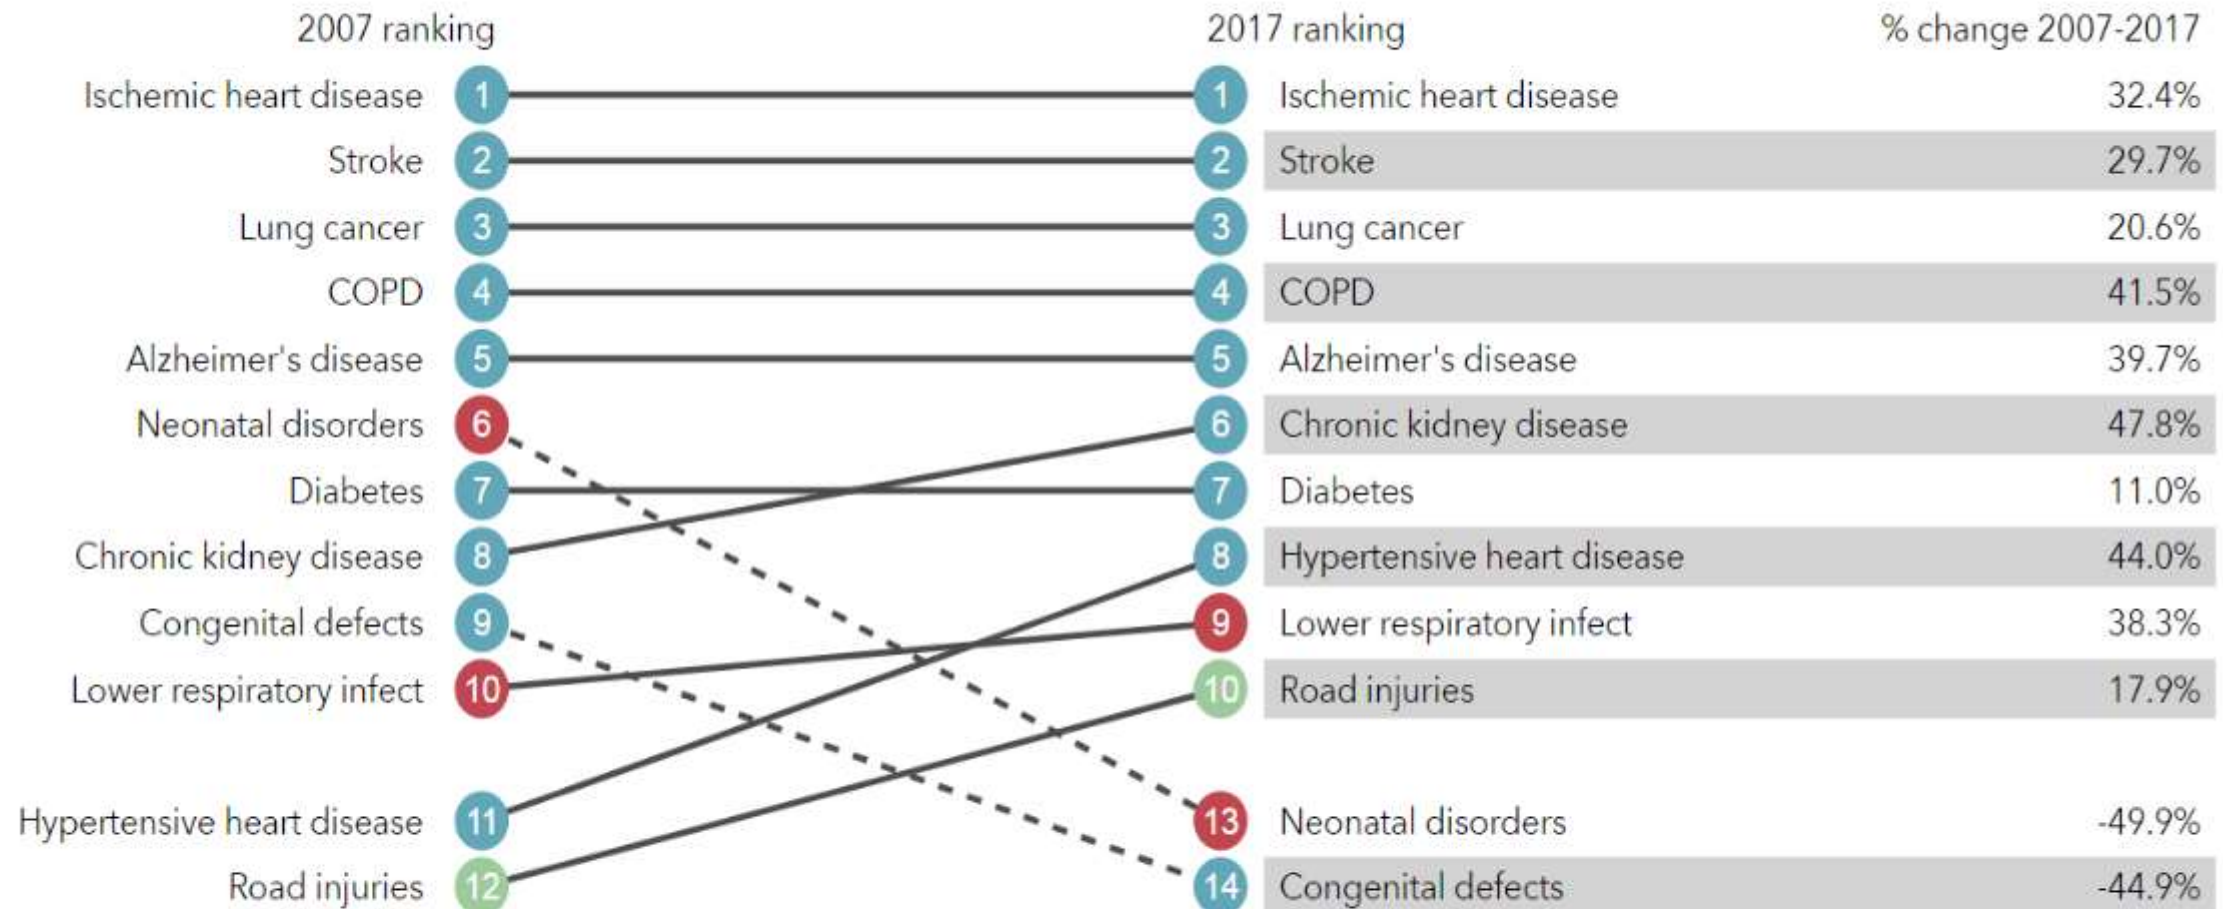 2007 ranking 2017 ranking % change 2007-2017
Ischemic heart disease 1 1 Ischemic heart disease 32.4%
Stroke 2 2 Stroke 29.7%
Lung cancer 3 3 Lung cancer 20.6%
COPD 4 4 COPD 41.5%
Alzheimer's disease 5 5 Alzheimer's disease 39.7%
Neonatal disorders 6 6 Chronic kidney disease 47.8%
Diabetes 7 7 Diabetes 11.0%
Chronic kidney disease 8 8 Hypertensive heart disease 44.0%
Congenital defects 9 9 Lower respiratory infect 38.3%
Lower respiratory infect 10 10 Road injuries 17.9%
Hypertensive heart disease 11 13 Neonatal disorders -49.9%
Road injuries 12 14 Congenital defects -44.9%